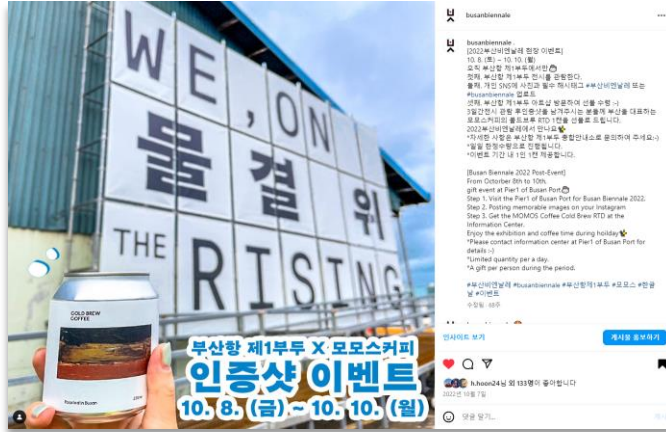 WE , ON
물결 위
THE
RISING
GOLD BREW
COFFEE
부산항 제1부두 X 모모스커피
인증샷 이벤트
10. 8. (금) ~ 10. 10. (월)
busanbiennale
busanbiennale .
[2022부산비엔날레 현장 이벤트]
10. 8. (토) ~ 10. 10. (월)
오직 부산항 제1부두에서만
첫째, 부산항 제1부두 전시를 관람한다.
둘째, 개인 SNS에 사진과 필수 해시태그 #부산비엔날레 또는
#busanbiennale 업로드
셋째, 부산항 제1부두 아트샵 방문하여 선물 수령 :-)
3일간전시 관람 후인증샷을 남겨주시는 분들께 부산을 대표하는
모모스커피의 콜드브루 RTD 1캔을 선물로 드립니다.
2022부산비엔날레에서 만나요
*자세한 사항은 부산항 제1부두 종합안내소로 문의하여 주세요~
*일일 한정수량으로 진행됩니다.
*이벤트 기간 내 1인 1캔 제공합니다.
[Busan Biennale 2022 Post-Event]
From Octorber 8th to 10th,
gift event at Pier1 of Busan Port
Step 1. Visit the Pier1 of Busan Port for Busan Biennale 2022.
Step 2. Posting memorable images on your Instagram
Step 3. Get the MOMOS Coffee Cold Brew RTD at the
Information Center.
Enjoy the exhibition and coffee time during holiday
*Please contact information center at Pier1 of Busan Port for
details :-)
*Limited quantity per a day.
*A gift per person during the period.
#부산비엔날레 #busanbiennale #부산항제1부두 #모모스 #한글
날 #이벤트
수정됨 · 68주
인사이트 보기
게시물 홍보하기
h.hoon24님 외 133명이 좋아합니다
2022년 10월 7일
댓글 달기...
게시